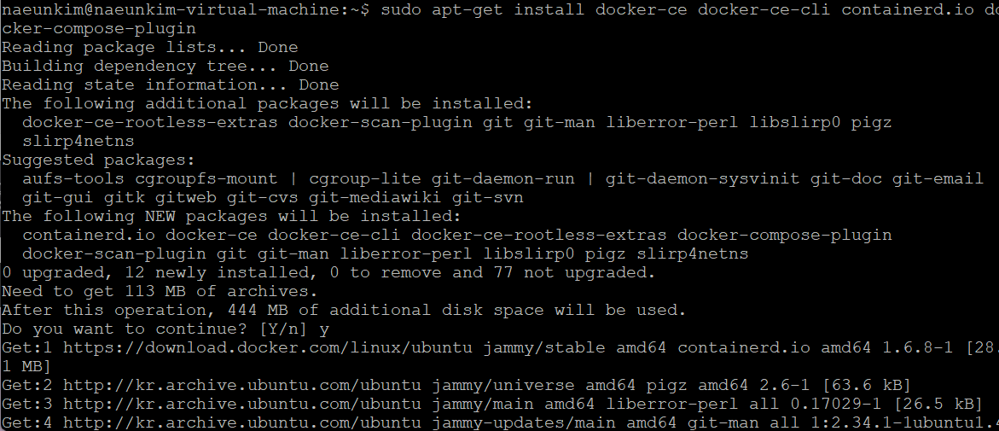 naeunkim@naeunkim-virtual-machine:~$ sudo apt-get install docker-ce docker-ce-cli containerd.io do
cker-compose-plugin
Reading package lists... Done
Building dependency tree... Done
Reading state information... Done
The following additional packages will be installed:
  docker-ce-rootless-extras docker-scan-plugin git git-man liberror-perl libslirp0 pigz
  slirp4netns
Suggested packages:
  aufs-tools cgroupfs-mount | cgroup-lite git-daemon-run | git-daemon-sysvinit git-doc git-email
  git-gui gitk gitweb git-cvs git-mediawiki git-svn
The following NEW packages will be installed:
  containerd.io docker-ce docker-ce-cli docker-ce-rootless-extras docker-compose-plugin
  docker-scan-plugin git git-man liberror-perl libslirp0 pigz slirp4netns
0 upgraded, 12 newly installed, 0 to remove and 77 not upgraded.
Need to get 113 MB of archives.
After this operation, 444 MB of additional disk space will be used.
Do you want to continue? [Y/n] y
Get:1 https://download.docker.com/linux/ubuntu jammy/stable amd64 containerd.io amd64 1.6.8-1 [28.
1 MB]
Get:2 http://kr.archive.ubuntu.com/ubuntu jammy/universe amd64 pigz amd64 2.6-1 [63.6 kB]
Get:3 http://kr.archive.ubuntu.com/ubuntu jammy/main amd64 liberror-perl all 0.17029-1 [26.5 kB]
Get:4 http://kr.archive.ubuntu.com/ubuntu jammy-updates/main amd64 git-man all 1:2.34.1-1ubuntu1.4